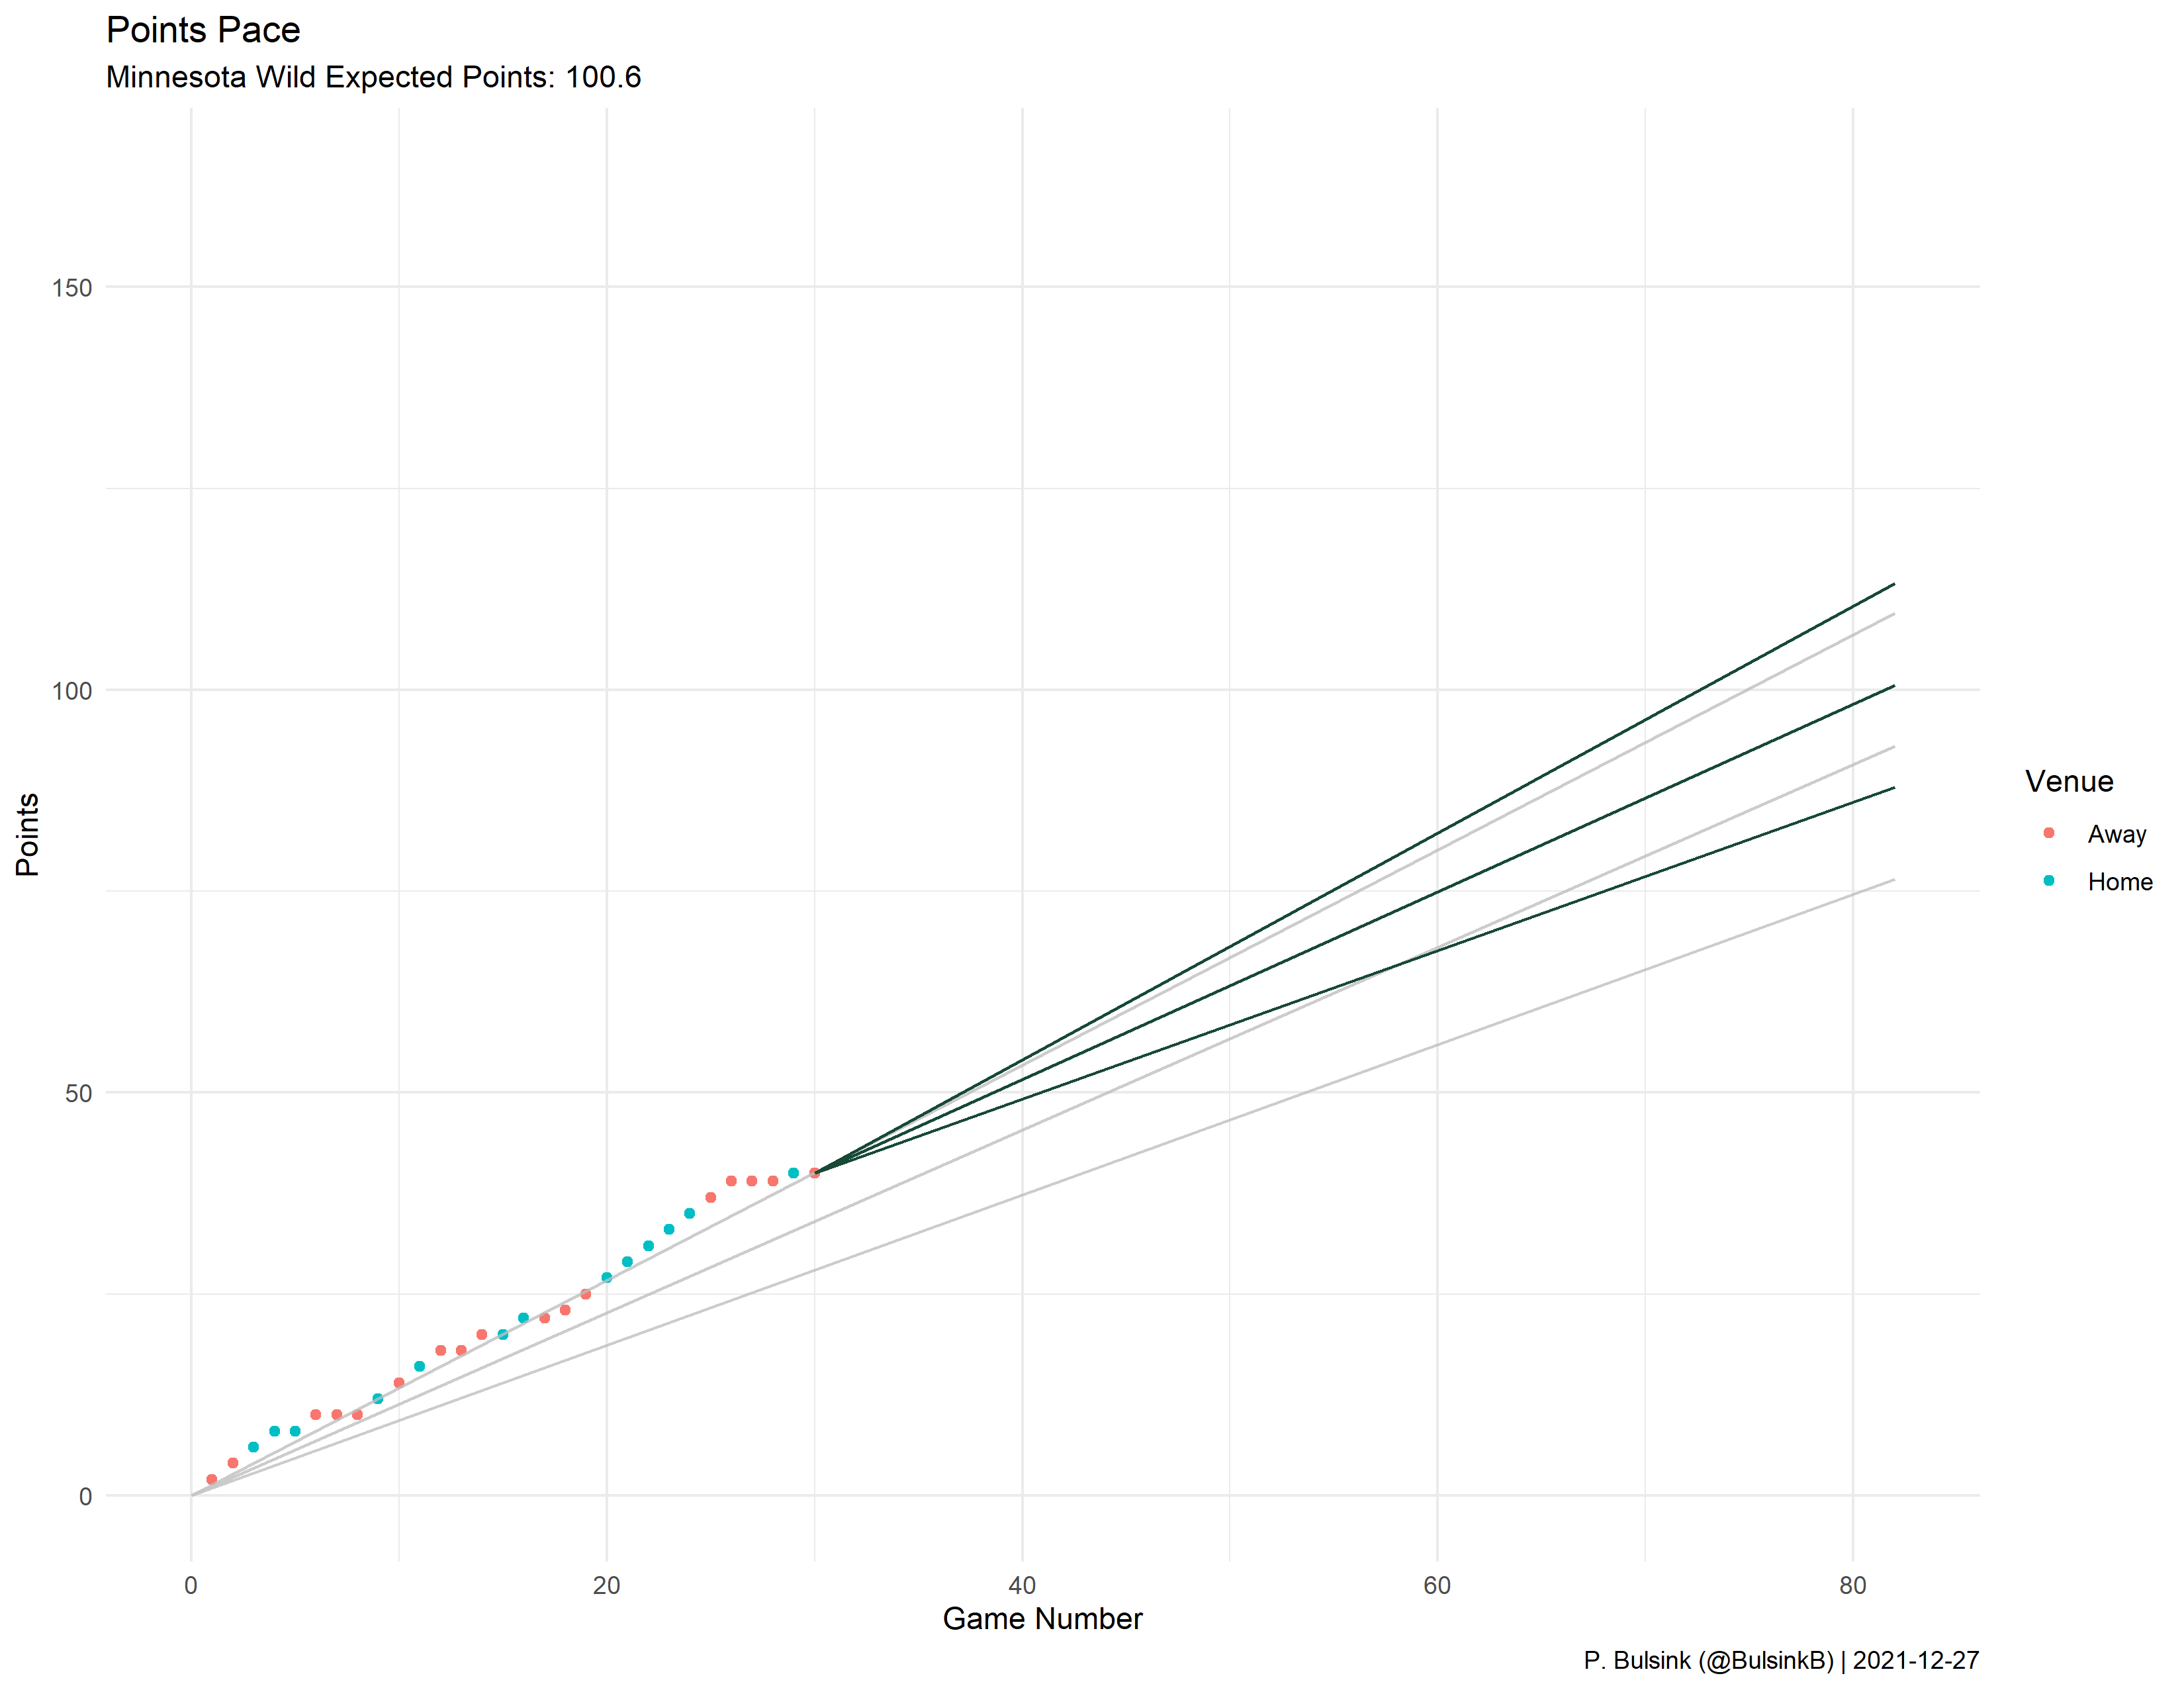 Points Pace
Minnesota Wild Expected Points: 100.6
150
100
50
0
Points
0 20 40 60 80
Game Number
Venue
Away
Home
P. Bulsink (@BulsinkB) | 2021-12-27